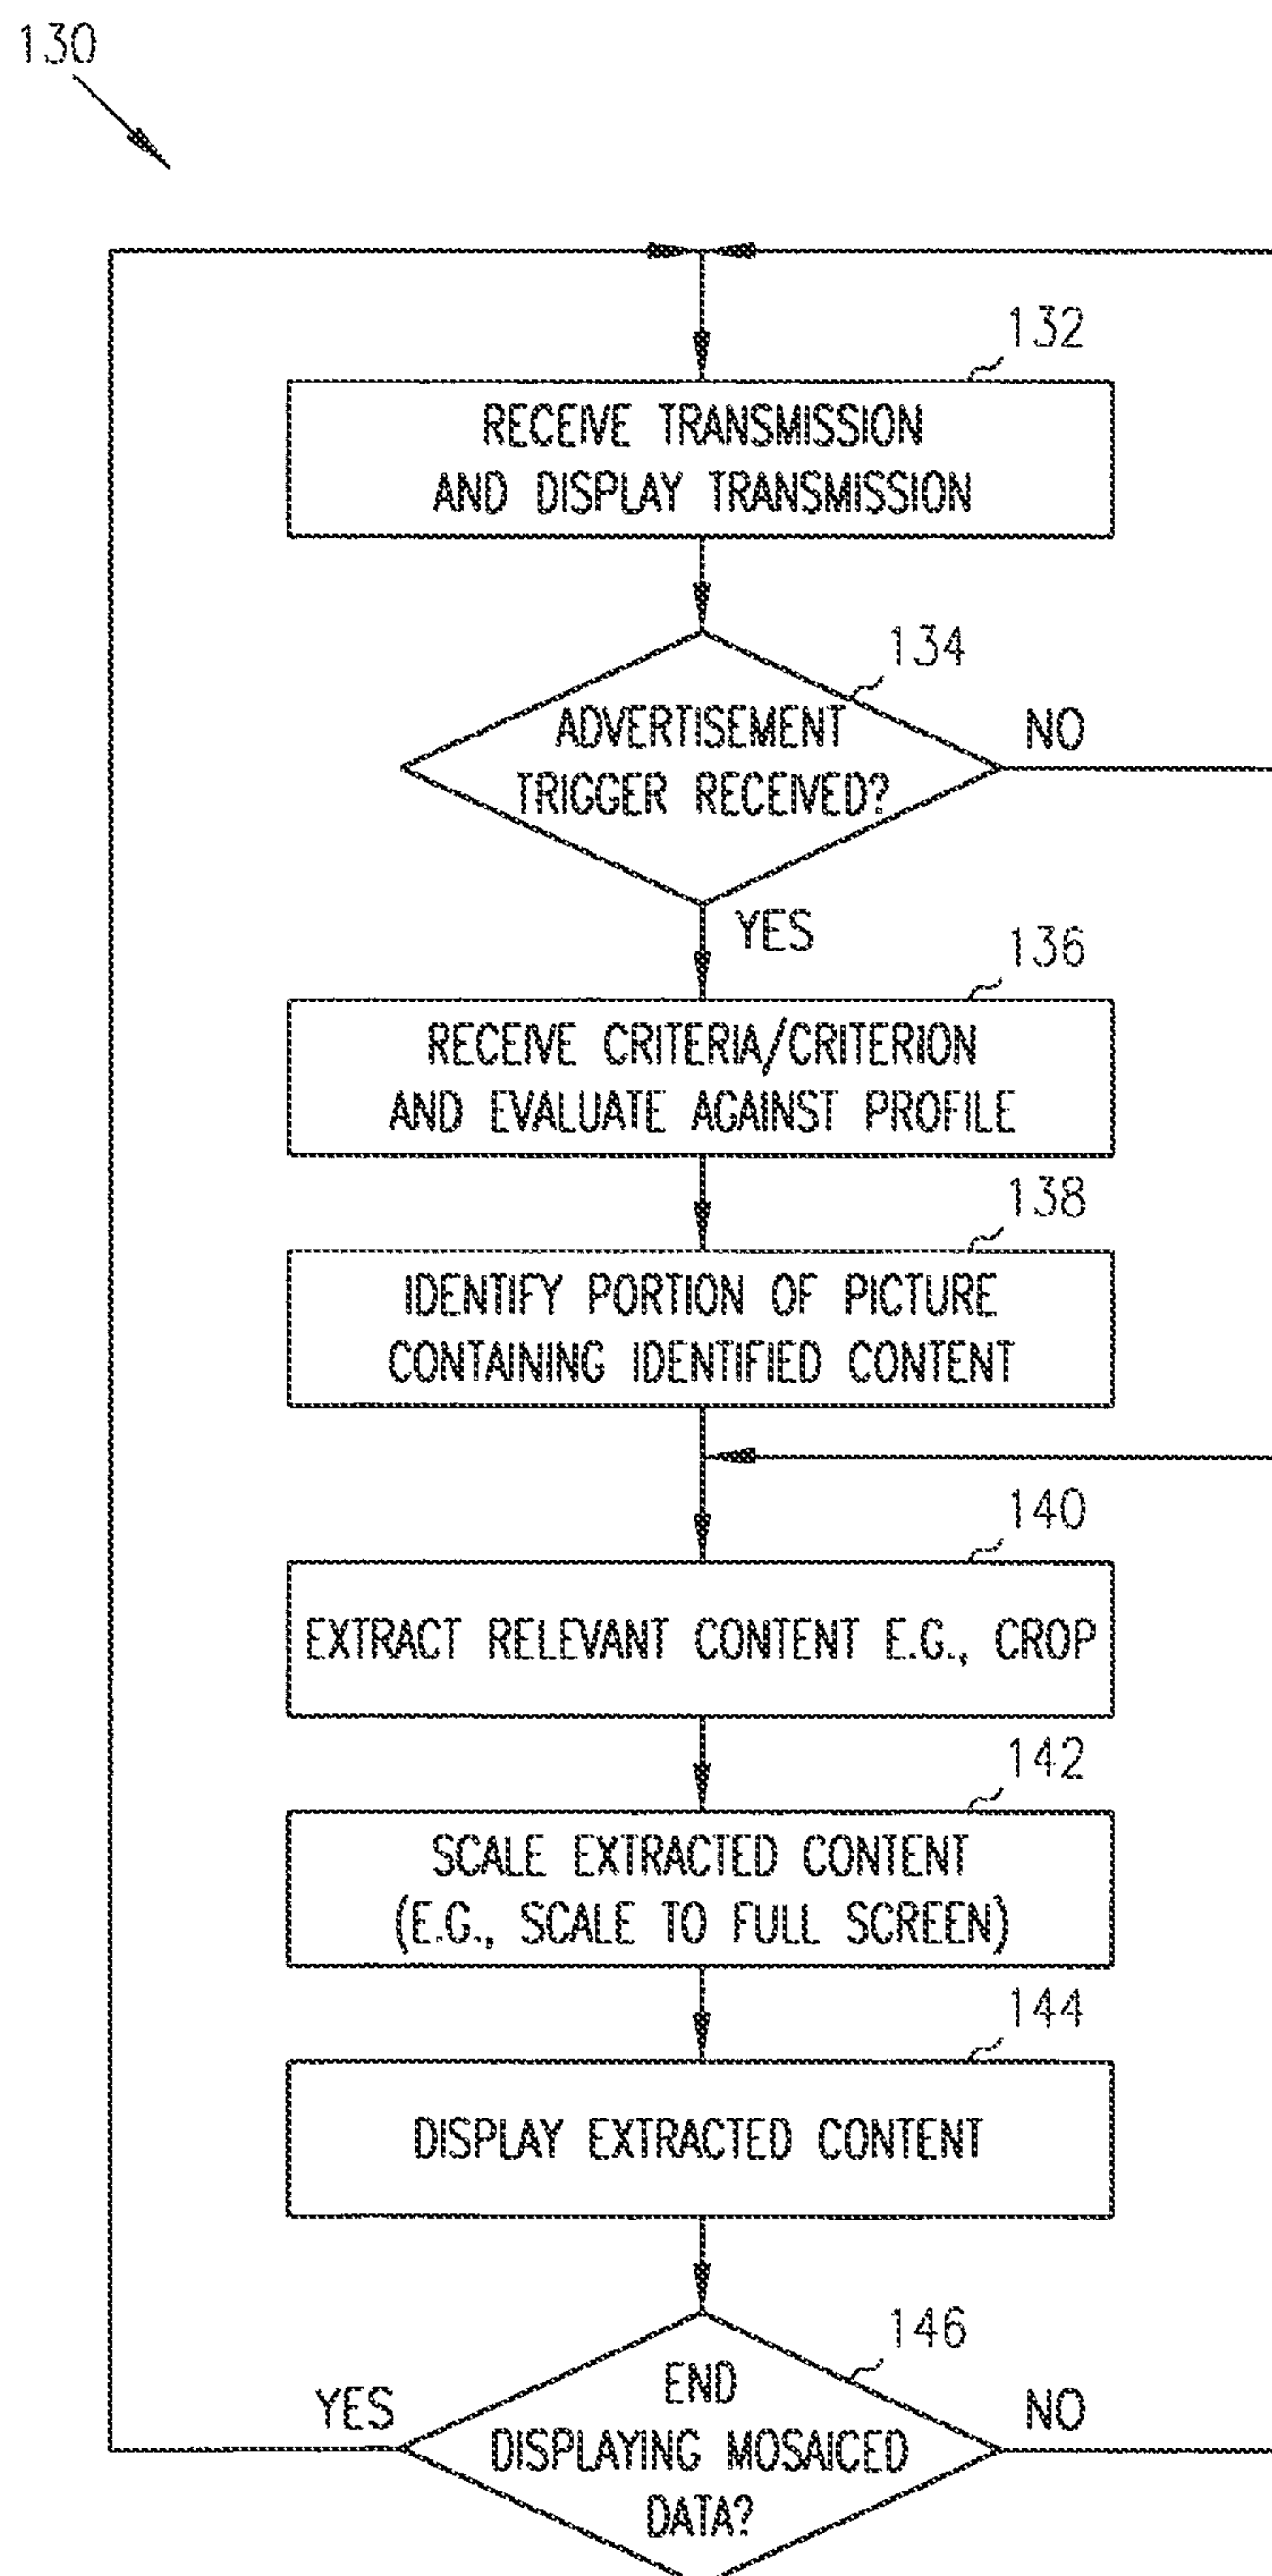 130
132
RECEIVE TRANSMISSION
AND DISPLAY TRANSMISSION
134
ADVERTISEMENT
TRIGGER RECEIVED?
NO
YES
136
RECEIVE CRITERIA/CRITERION
AND EVALUATE AGAINST PROFILE
138
IDENTIFY PORTION OF PICTURE
CONTAINING IDENTIFIED CONTENT
140
EXTRACT RELEVANT CONTENT E.G., CROP
142
SCALE EXTRACTED CONTENT
(E.G., SCALE TO FULL SCREEN)
144
DISPLAY EXTRACTED CONTENT
146
YES
END
DISPLAYING MOSAICED
DATA?
NO